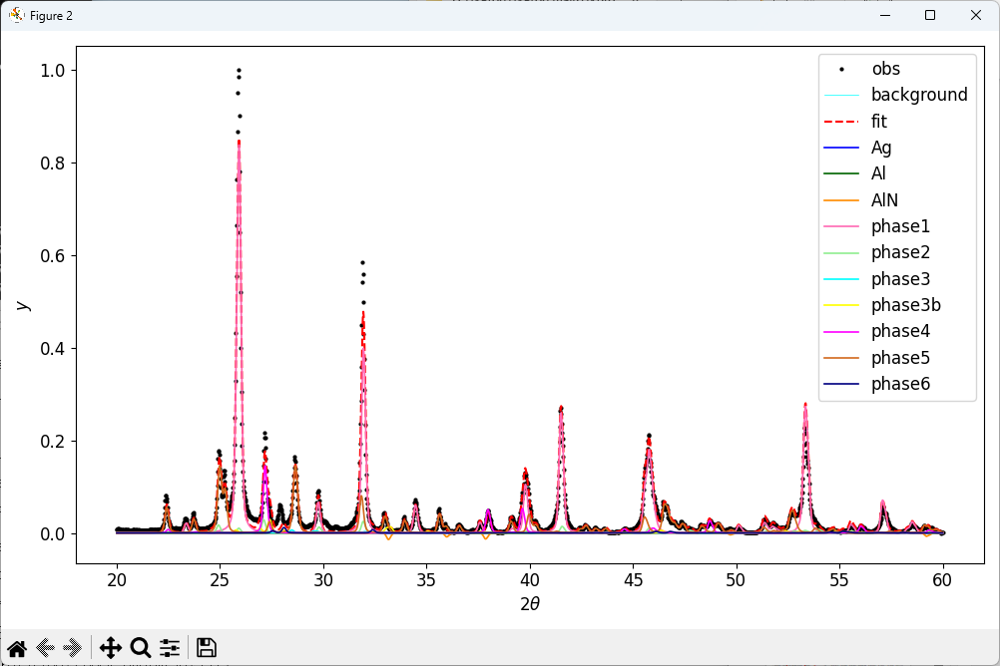 Figure 2
1.0
0.8
0.6
0.4
0.2
0.0
y
20
25
30
35
40
45
50
55
60
2θ
obs
background
fit
Ag
Al
AlN
phase1
phase2
phase3
phase3b
phase4
phase5
phase6